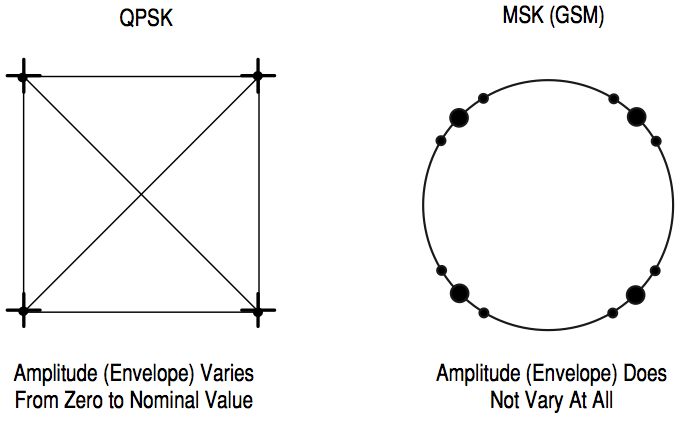 QPSK
MSK (GSM)
Amplitude (Envelope) Varies
From Zero to Nominal Value
Amplitude (Envelope) Does
Not Vary At All